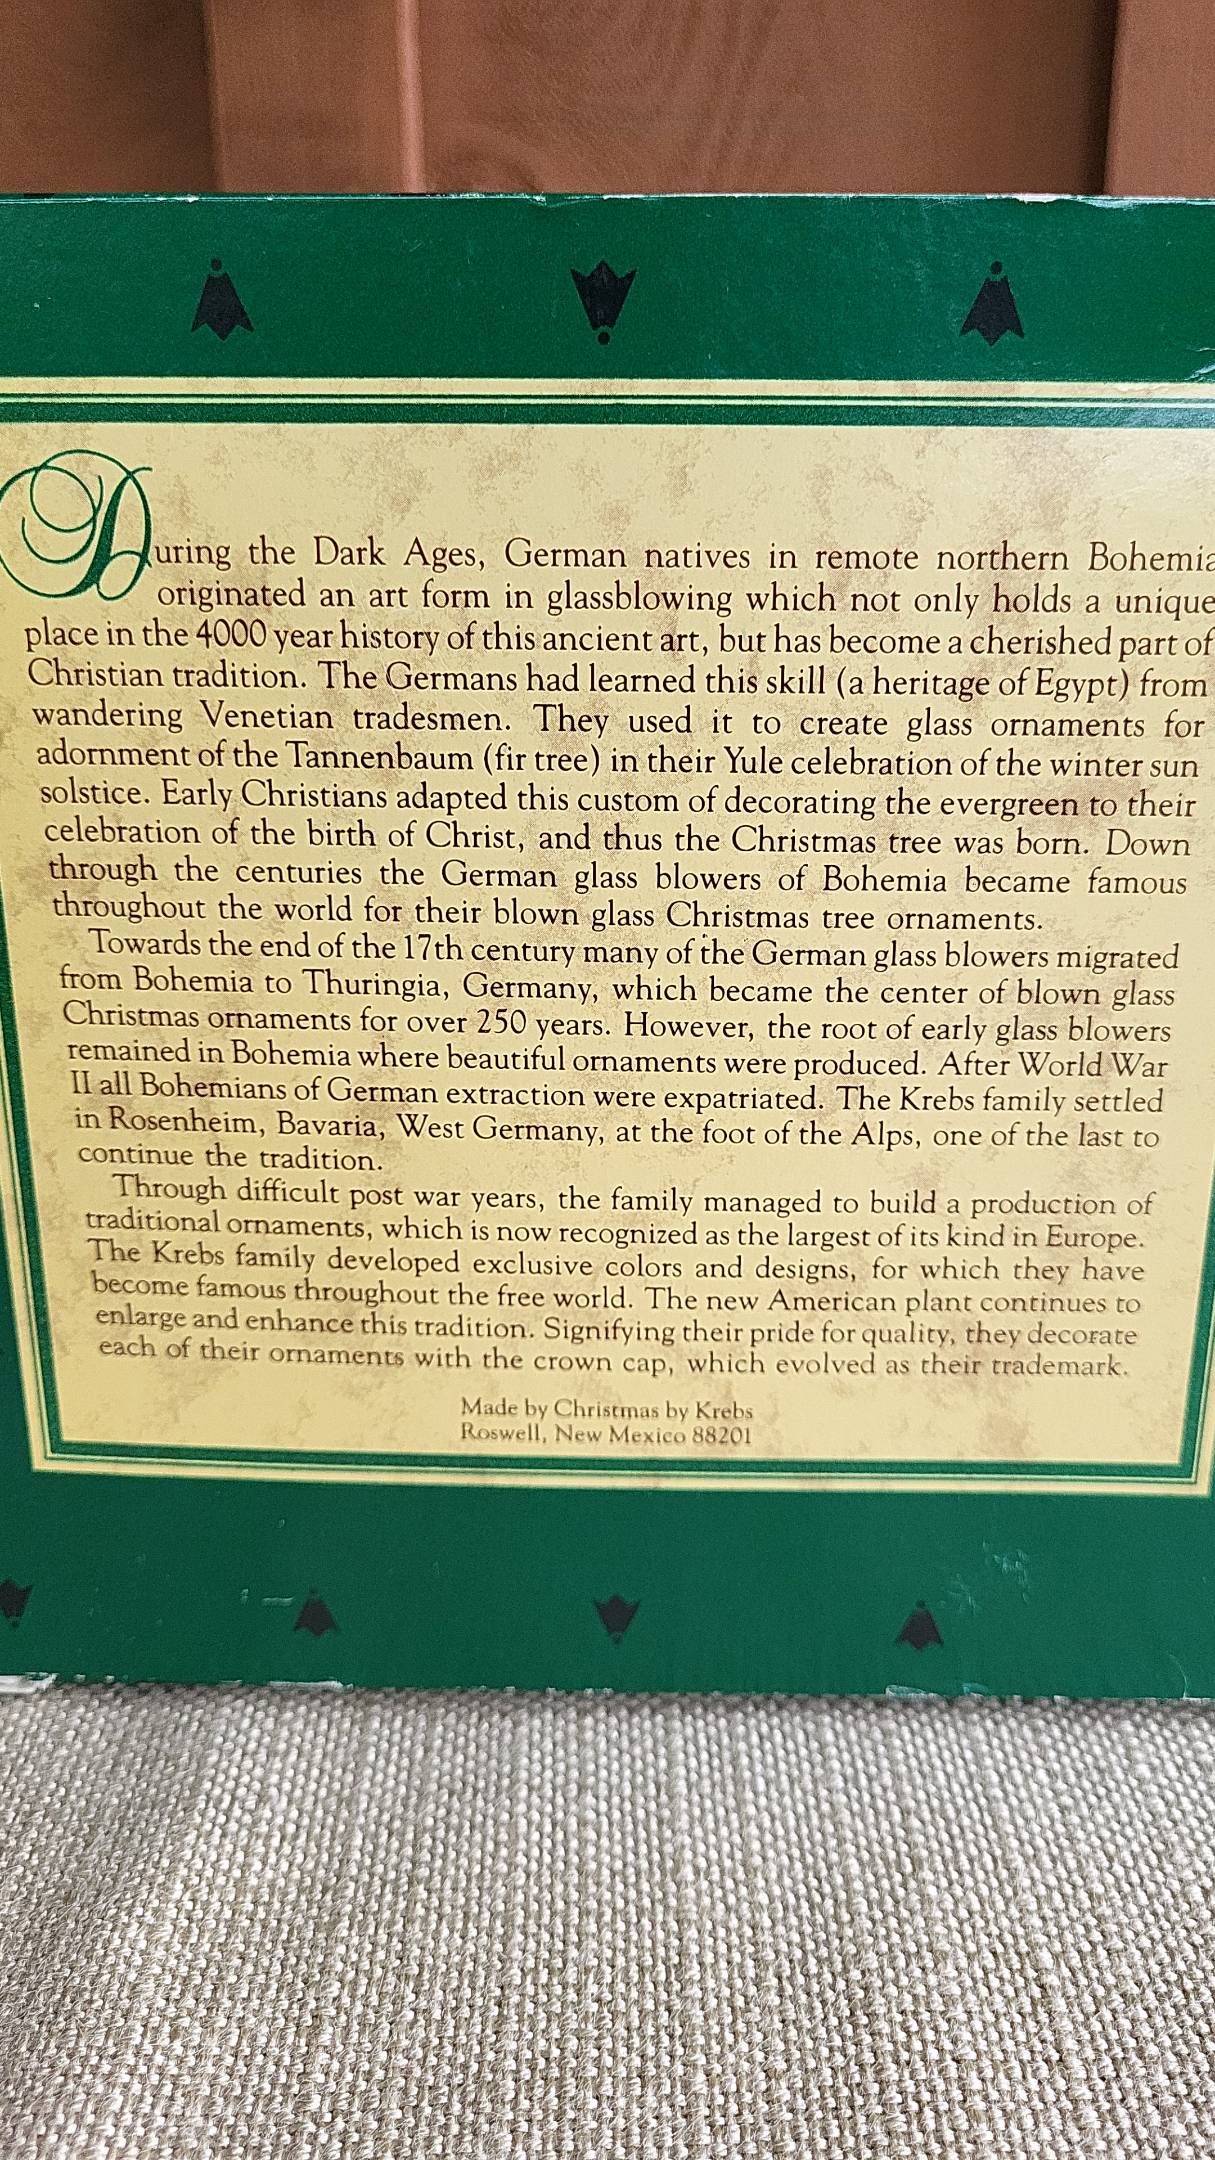 During the Dark Ages, German natives in remote northern Bohemia
originated an art form in glassblowing which not only holds a unique
place in the 4000 year history of this ancient art, but has become a cherished part of
Christian tradition. The Germans had learned this skill (a heritage of Egypt) from
wandering Venetian tradesmen. They used it to create glass ornaments for
adornment of the Tannenbaum (fir tree) in their Yule celebration of the winter sun
solstice. Early Christians adapted this custom of decorating the evergreen to their
celebration of the birth of Christ, and thus the Christmas tree was born. Down
through the centuries the German glass blowers of Bohemia became famous
throughout the world for their blown glass Christmas tree ornaments.
Towards the end of the 17th century many of the German glass blowers migrated
from Bohemia to Thuringia, Germany, which became the center of blown glass
Christmas ornaments for over 250 years. However, the root of early glass blowers
remained in Bohemia where beautiful ornaments were produced. After World War
II all Bohemians of German extraction were expatriated. The Krebs family settled
in Rosenheim, Bavaria, West Germany, at the foot of the Alps, one of the last to
continue the tradition.
Through difficult post war years, the family managed to build a production of
traditional ornaments, which is now recognized as the largest of its kind in Europe.
The Krebs family developed exclusive colors and designs, for which they have
become famous throughout the free world. The new American plant continues to
enlarge and enhance this tradition. Signifying their pride for quality, they decorate
each of their ornaments with the crown cap, which evolved as their trademark.
Made by Christmas by Krebs
Roswell, New Mexico 88201